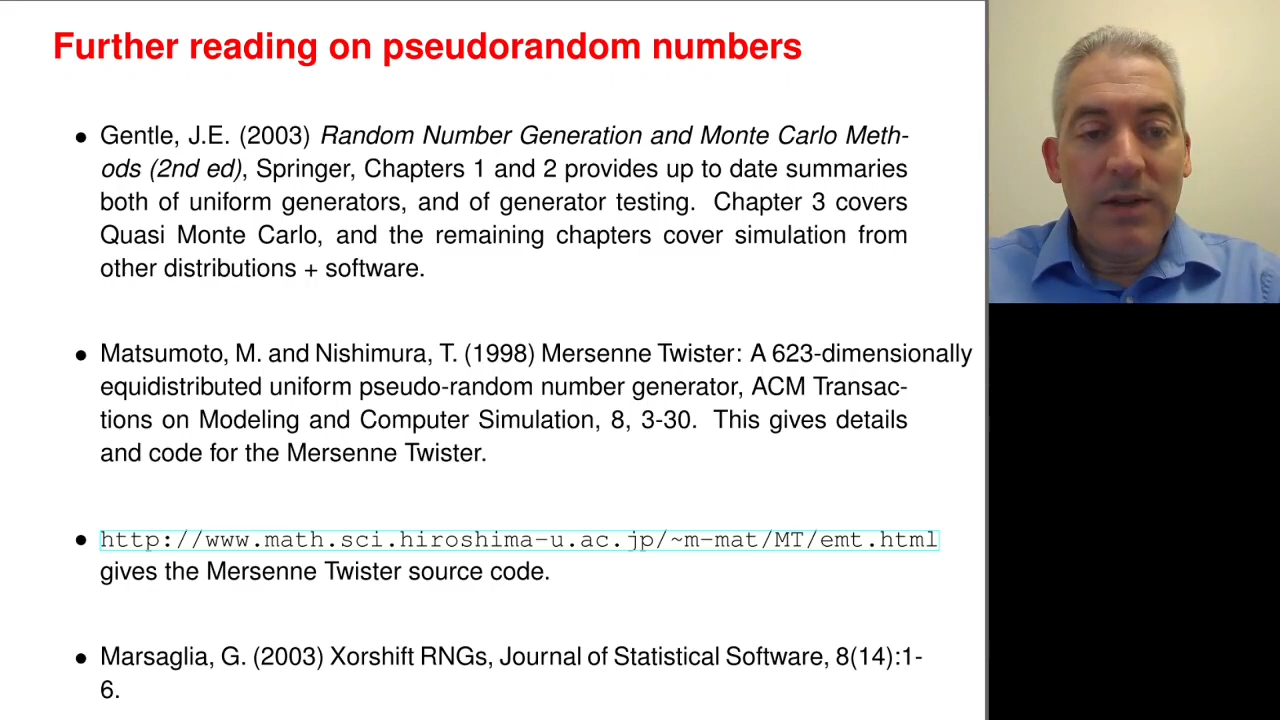 Further reading on pseudorandom numbers
• Gentle, J.E. (2003) Random Number Generation and Monte Carlo Meth-
ods (2nd ed), Springer, Chapters 1 and 2 provides up to date summaries
both of uniform generators, and of generator testing. Chapter 3 covers
Quasi Monte Carlo, and the remaining chapters cover simulation from
other distributions + software.
• Matsumoto, M. and Nishimura, T. (1998) Mersenne Twister: A 623-dimensionally
equidistributed uniform pseudo-random number generator, ACM Transac-
tions on Modeling and Computer Simulation, 8, 3-30. This gives details
and code for the Mersenne Twister.
• http://www.math.sci.hiroshima-u.ac.jp/~m-mat/MT/emt.html
gives the Mersenne Twister source code.
• Marsaglia, G. (2003) Xorshift RNGs, Journal of Statistical Software, 8(14):1-
6.